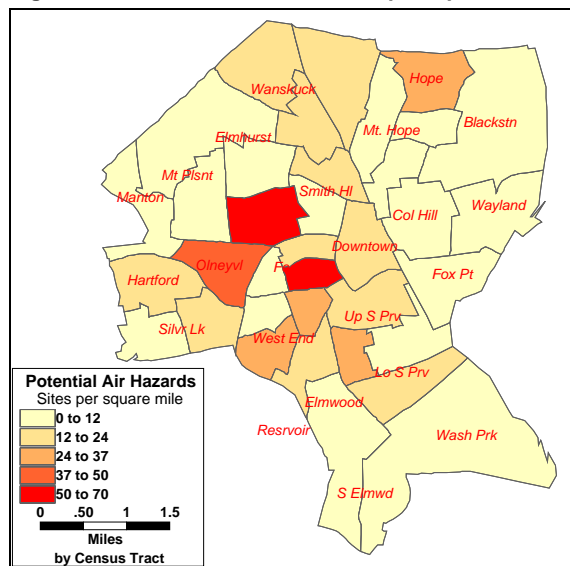 Hope
Wanskuck
Blackstn
Mt. Hope
Elmhurst
Mt Plsnt
Smith Hl
Manton
Wayland
Col Hill
Downtown
Olneyvl
Fox Pt
Hartford
Up S Prv
Silvr Lk
West End
Lo S Prv
Elmwood
Resrvoir
Wash Prk
S Elmwd
Potential Air Hazards
Sites per square mile
0 to 12
12 to 24
24 to 37
37 to 50
50 to 70
0 .50 1 1.5
Miles
by Census Tract